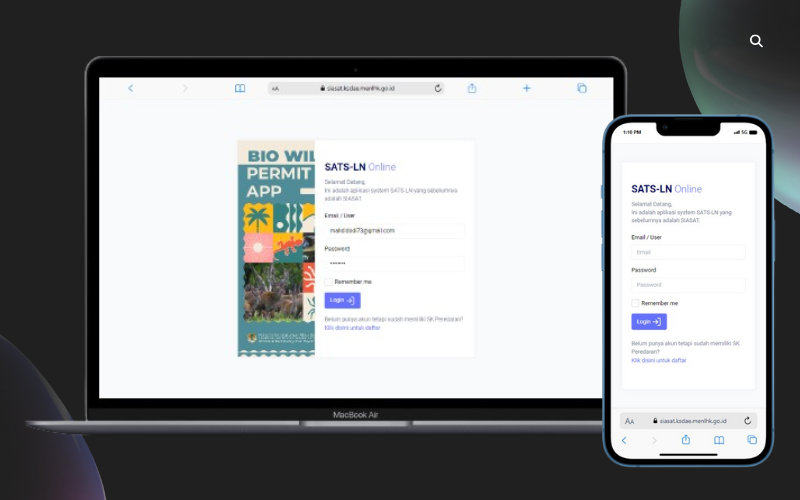 AA siasat.ksdae.menlhk.go.id
BIO WIL
PERMIT
APP
SATS-LN Online
Selamat Datang,
Ini adalah aplikasi system SATS-LN yang sebelumnya
adalah SIASAT.
Email / User
Password
Remember me
Login
Belum punya akun tetapi sudah memiliki SK Peredaran?
Klik disini untuk daftar
MacBook Air
1:10 PM 5G
SATS-LN Online
Selamat Datang,
Ini adalah aplikasi system SATS-LN yang
sebelumnya adalah SIASAT.
Email / User
Email
Password
Password
Remember me
Login
Belum punya akun tetapi sudah memiliki SK
Peredaran?
Klik disini untuk daftar
AA siasat.ksdae.menlhk.go.id